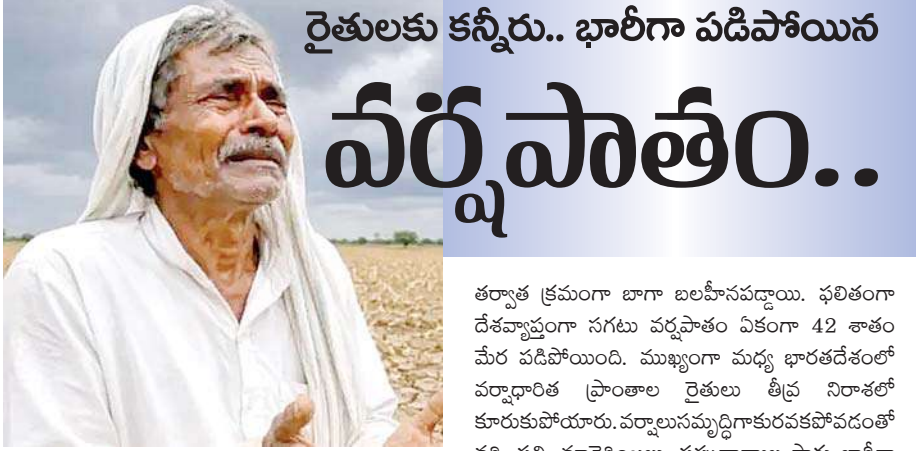 రైతులకు కన్నీరు.. భారీగా పడిపోయిన
వర్షపాతం..
తర్వాత క్రమంగా బాగా బలహీనపడ్డాయి. ఫలితంగా
దేశవ్యాప్తంగా సగటు వర్షపాతం ఏకంగా 42 శాతం
మేర పడిపోయింది. ముఖ్యంగా మధ్య భారతదేశంలో
వర్షాధారిత ప్రాంతాల రైతులు తీవ్ర నిరాశలో
కూరుకుపోయారు.వర్షాలుసమృద్ధిగాకురవకపోవడంతో